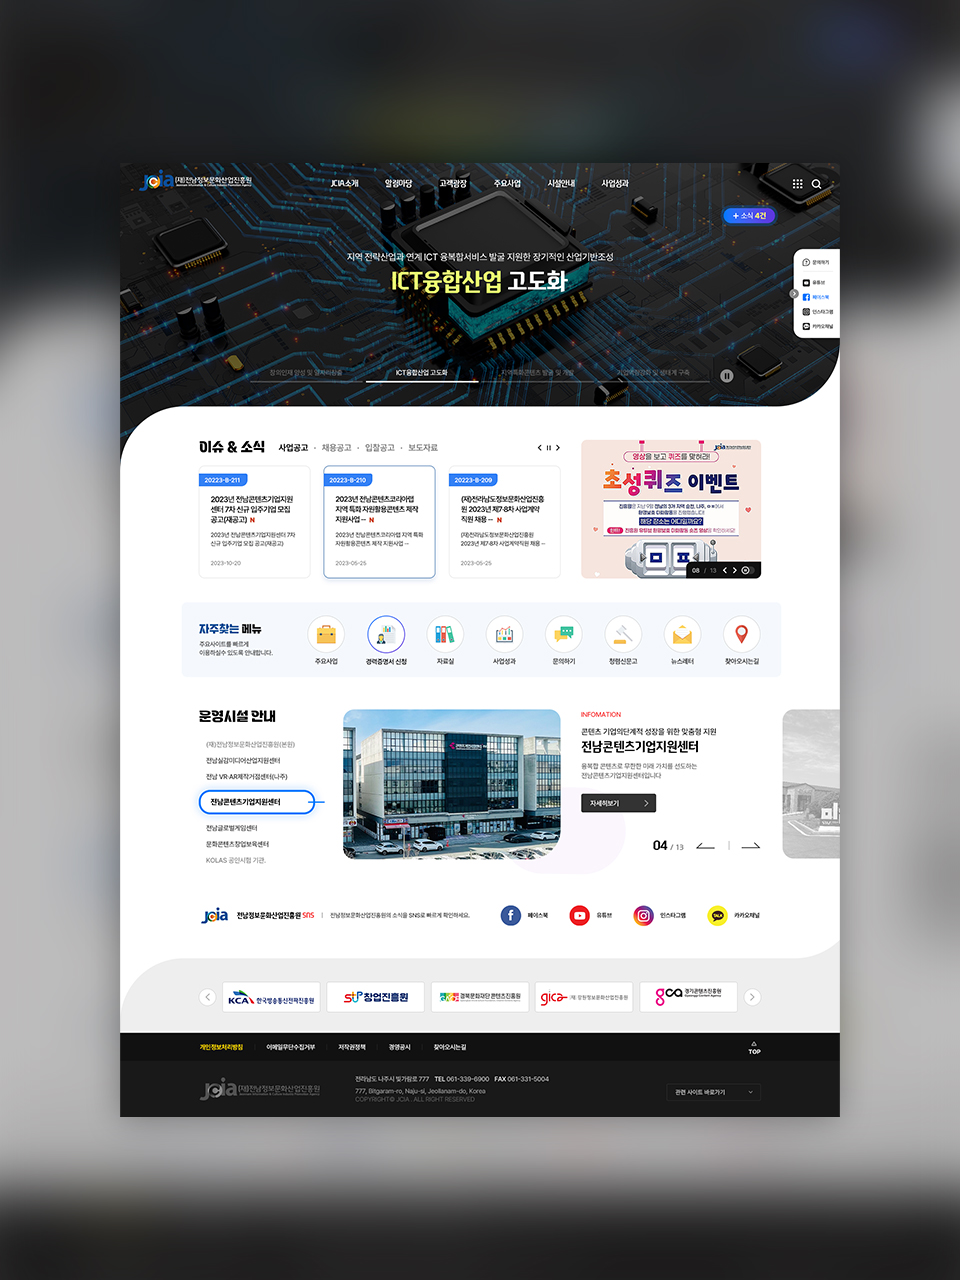 jcia (재)전남정보문화산업진흥원
JCIA소개 알림마당 고객광장 주요사업 시설안내 사업성과
+ 소식 4건
지역 전략산업과 연계 ICT 융복합서비스 발굴 지원한 장기적인 산업기반조성
ICT융합산업 고도화
문의하기
유튜브
페이스북
인스타그램
카카오채널
창의인재 양성 및 일자리창출 ICT융합산업 고도화 지역특화콘텐츠 발굴 및 개발 기업역량강화 및 생태계 구축
이슈 & 소식 사업공고 · 채용공고 · 입찰공고 · 보도자료
20223-B-211
2023년 전남콘텐츠기업지원
센터 7차 신규 입주기업 모집
공고(재공고) N
2023년 전남콘텐츠기업지원센터 7차
신규 입주기업 모집 공고(재공고)
2023-10-20
20223-B-210
2023년 전남콘텐츠코리아랩
지역 특화 자원활용콘텐츠 제작
지원사업 ··· N
2023년 전남콘텐츠코리아랩 지역 특화
자원활용콘텐츠 제작 지원사업 ···
2023-05-25
20223-B-209
(재)전라남도정보문화산업진흥
원 2023년 제7·8차 사업계약
직원 채용 ··· N
(재)전라남도정보문화산업진흥원
2023년 제7·8차 사업계약직원 채용 ···
2023-05-25
jcia
영상을 보고 퀴즈를 맞혀라!
초성퀴즈 이벤트
해당 장소는 어디일까요?
ㅁ ㅍ
08 / 13
자주찾는 메뉴
주요사이트를 빠르게
이용하실수 있도록 안내합니다.
주요사업 경력증명서 신청 자료실 사업성과 문의하기 청렴신문고 뉴스레터 찾아오시는길
운영시설 안내
(재)전남정보문화산업진흥원(본원)
전남실감미디어산업지원센터
전남 VR·AR제작거점센터(나주)
전남콘텐츠기업지원센터
전남글로벌게임센터
문화콘텐츠창업보육센터
KOLAS 공인시험 기관.
INFOMATION
콘텐츠 기업의단계적 성장을 위한 맞춤형 지원
전남콘텐츠기업지원센터
융복합 콘텐츠로 무한한 미래 가치를 선도하는
전남콘텐츠기업지원센터입니다
자세히보기
04 / 13
jcia 전남정보문화산업진흥원 SNS | 전남정보문화산업진흥원의 소식을 SNS로 빠르게 확인하세요.
페이스북 유튜브 인스타그램 TALK 카카오채널
KCA 한국방송통신전파진흥원
창업진흥원
경북문화재단 콘텐츠진흥원
gica (재) 강원정보문화산업진흥원
gca 경기콘텐츠진흥원
Gyeonggi Content Agency
개인정보처리방침 이메일무단수집거부 저작권정책 경영공시 찾아오시는길
TOP
jcia (재)전남정보문화산업진흥원
전라남도 나주시 빛가람로 777 TEL 061-339-6900 FAX 061-331-5004
777, Bitgaram-ro, Naju-si, Jeollanam-do, Korea
COPYRIGHT© JCIA. ALL RIGHT RESERVED
관련 사이트 바로가기